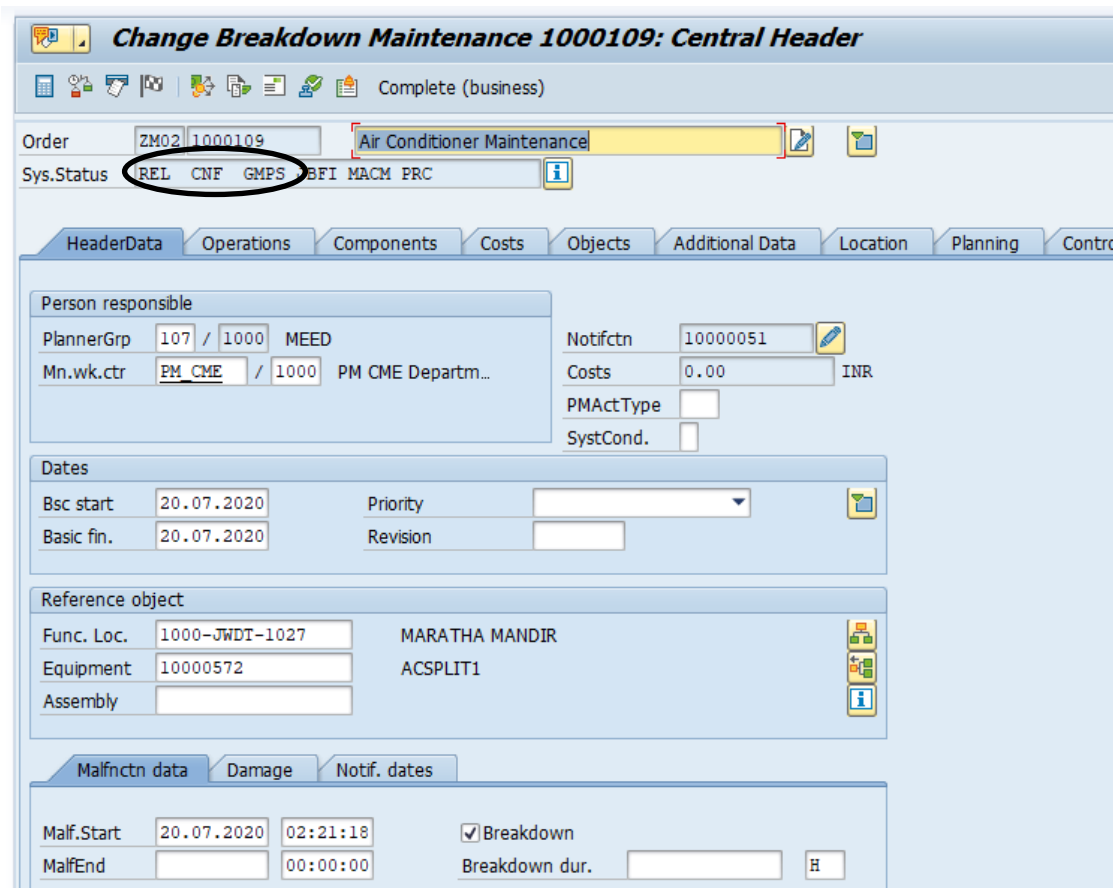 Change Breakdown Maintenance 1000109: Central Header
Complete (business)
Order ZM02 1000109 Air Conditioner Maintenance
Sys.Status REL CNF GMPS JBFI MACM PRC
HeaderData Operations Components Costs Objects Additional Data Location Planning Contro
Person responsible
PlannerGrp 107 / 1000 MEED Notifctn 10000051
Mn.wk.ctr PM_CME / 1000 PM CME Departm... Costs 0.00 INR
PMActType
SystCond.
Dates
Bsc start 20.07.2020 Priority
Basic fin. 20.07.2020 Revision
Reference object
Func. Loc. 1000-JWDT-1027 MARATHA MANDIR
Equipment 10000572 ACSPLIT1
Assembly
Malfnctn data Damage Notif. dates
Malf.Start 20.07.2020 02:21:18 Breakdown
MalfEnd 00:00:00 Breakdown dur. H